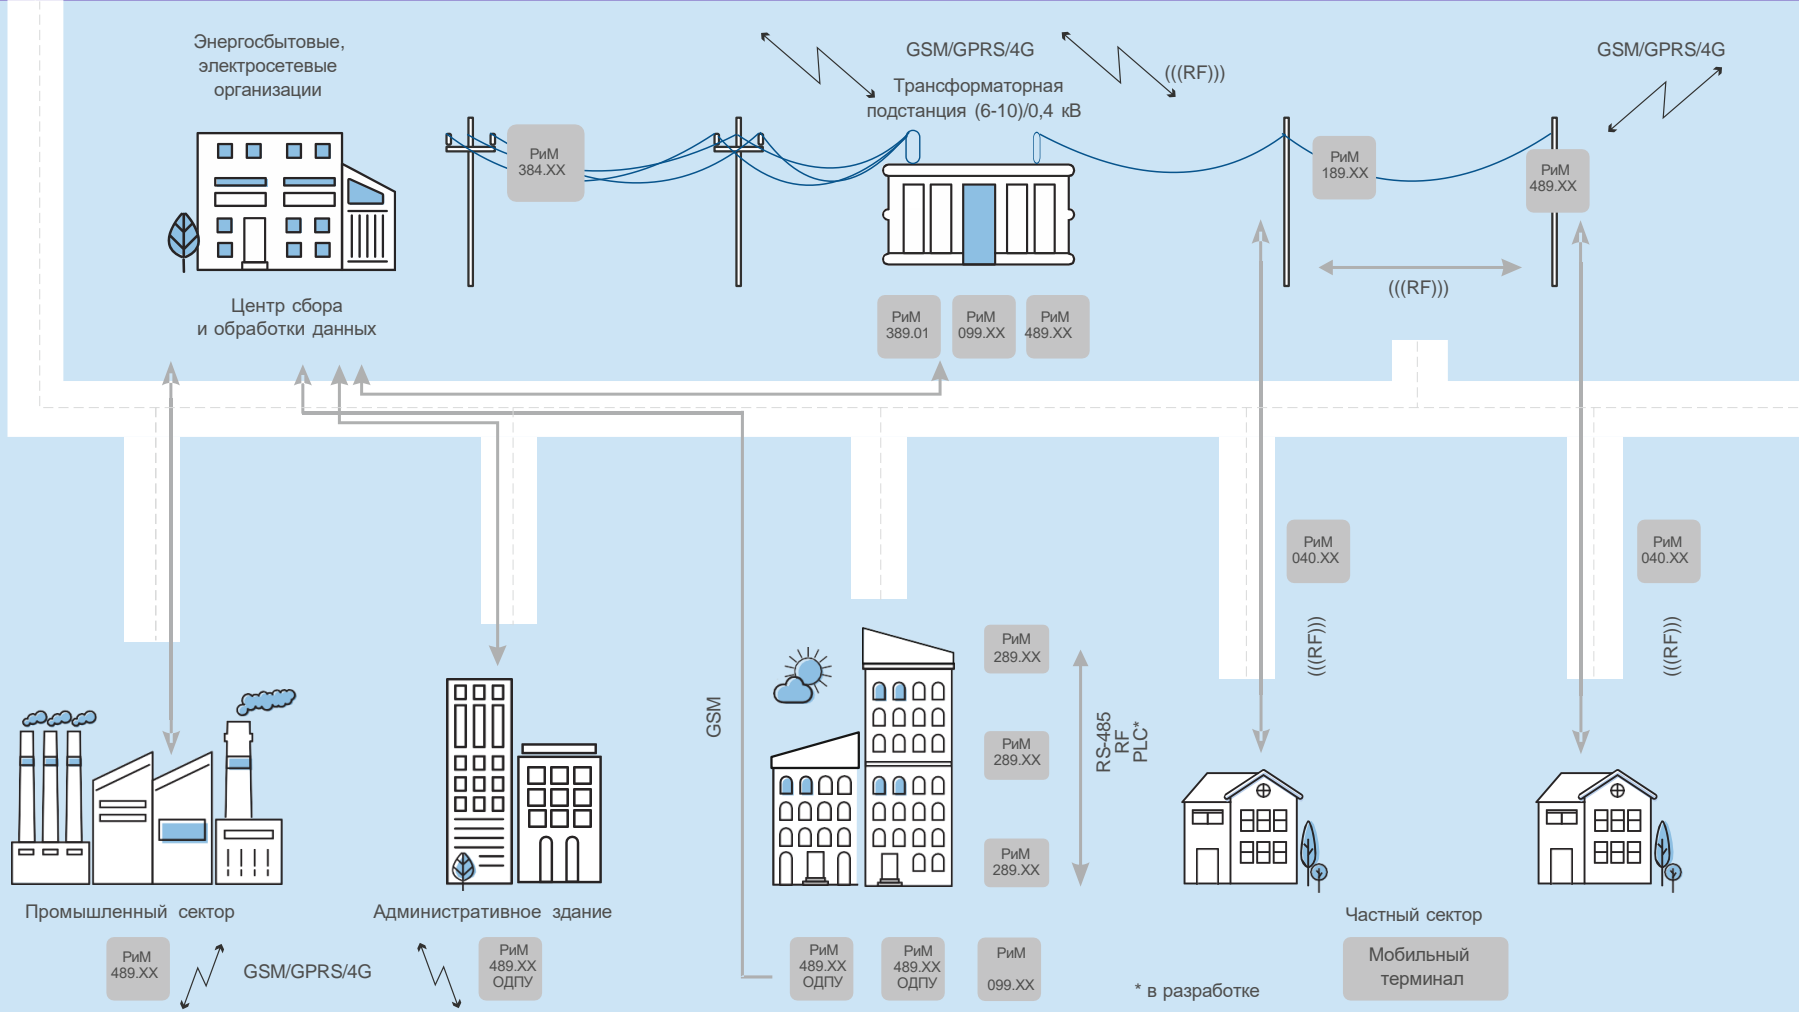 Энергосбытовые,
электросетевые
организации
GSM/GPRS/4G
(((RF)))
GSM/GPRS/4G
Трансформаторная
подстанция (6-10)/0,4 кВ
РиМ
384.XX
РиМ
189.XX
РиМ
489.XX
(((RF)))
Центр сбора
и обработки данных
РиМ
389.01
РиМ
099.XX
РиМ
489.XX
РиМ
040.XX
РиМ
040.XX
(((RF)))
(((RF)))
GSM
РиМ
289.XX
РиМ
289.XX
РиМ
289.XX
RS-485
RF
PLC*
Промышленный сектор
Административное здание
Частный сектор
РиМ
489.XX
GSM/GPRS/4G
РиМ
489.XX
ОДПУ
РиМ
489.XX
ОДПУ
РиМ
489.XX
ОДПУ
РиМ
099.XX
* в разработке
Мобильный
терминал